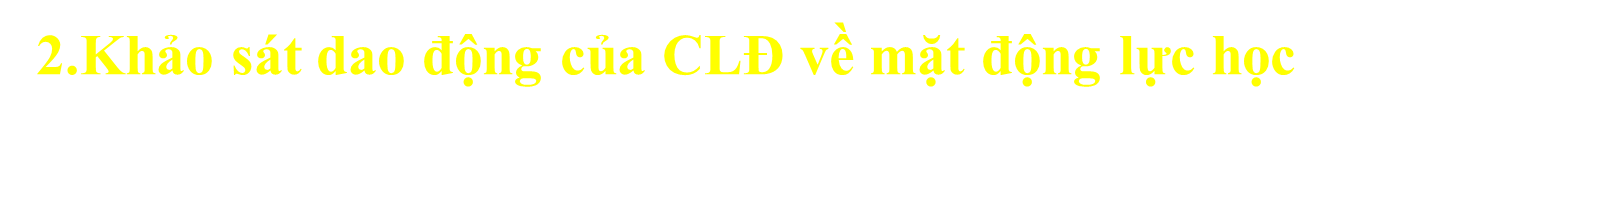 2.Khảo sát dao động của CLĐ về mặt động lực học